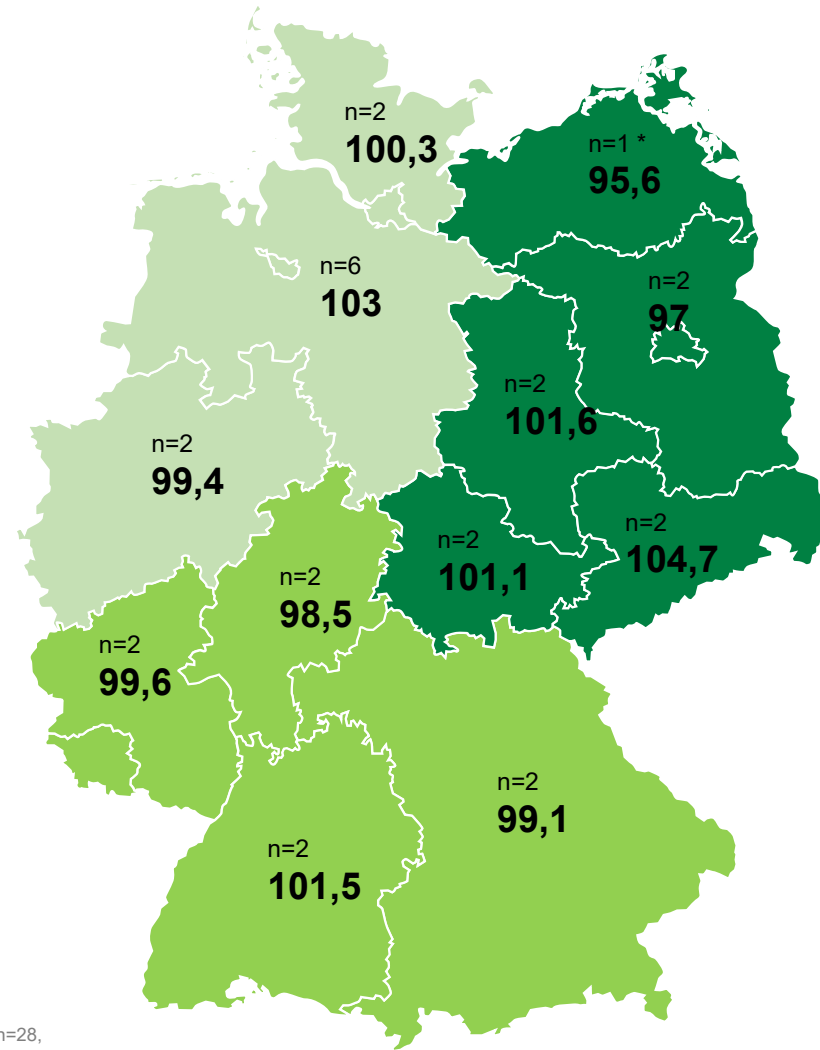 n=2
100,3
n=1 *
95,6
n=6
103
n=2
97
n=2
101,6
n=2
99,4
n=2
101,1
n=2
104,7
n=2
98,5
n=2
99,6
n=2
99,1
n=2
101,5
n=28,